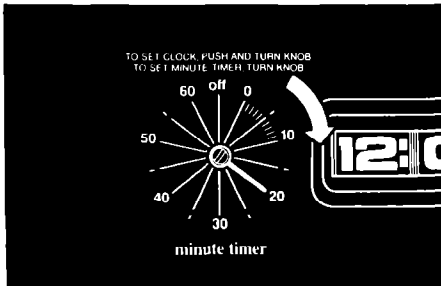 TO SET CLOCK, PUSH AND TURN KNOB
TO SET MINUTE TIMER, TURN KNOB
off
60 0
50 10
40 20
30
12:0
minute timer